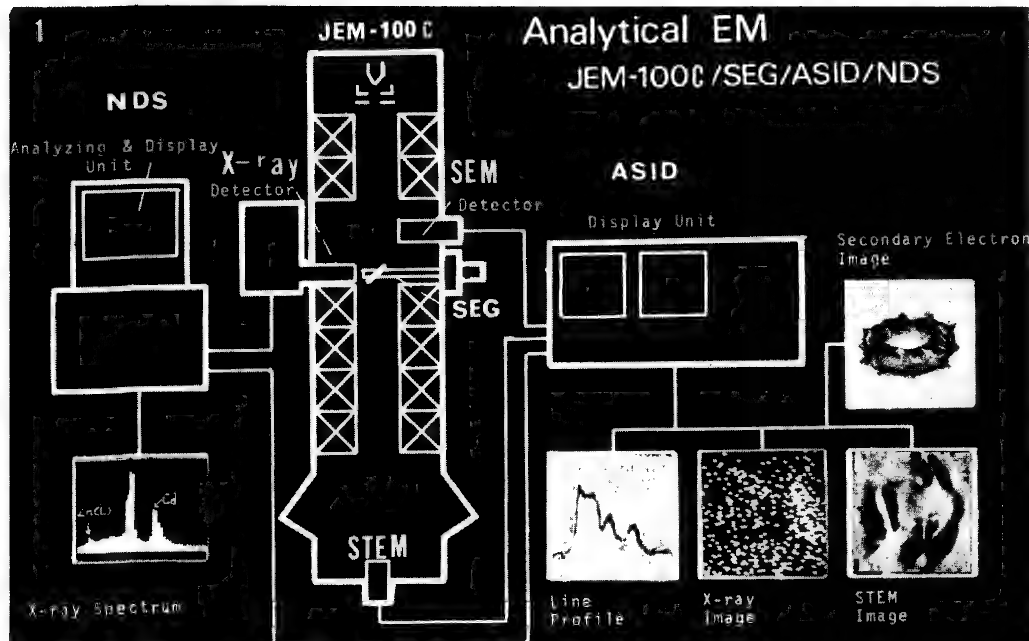 1
JEM-100C
Analytical EM
JEM-100C/SEG/ASID/NDS
NDS
Analyzing & Display
Unit
X-ray
Detector
SEM
Detector
ASID
Display Unit
Secondary Electron
Image
SEG
Zn(L)
Cd
STEM
X-ray Spectrum
Line
Profile
X-ray
Image
STEM
Image